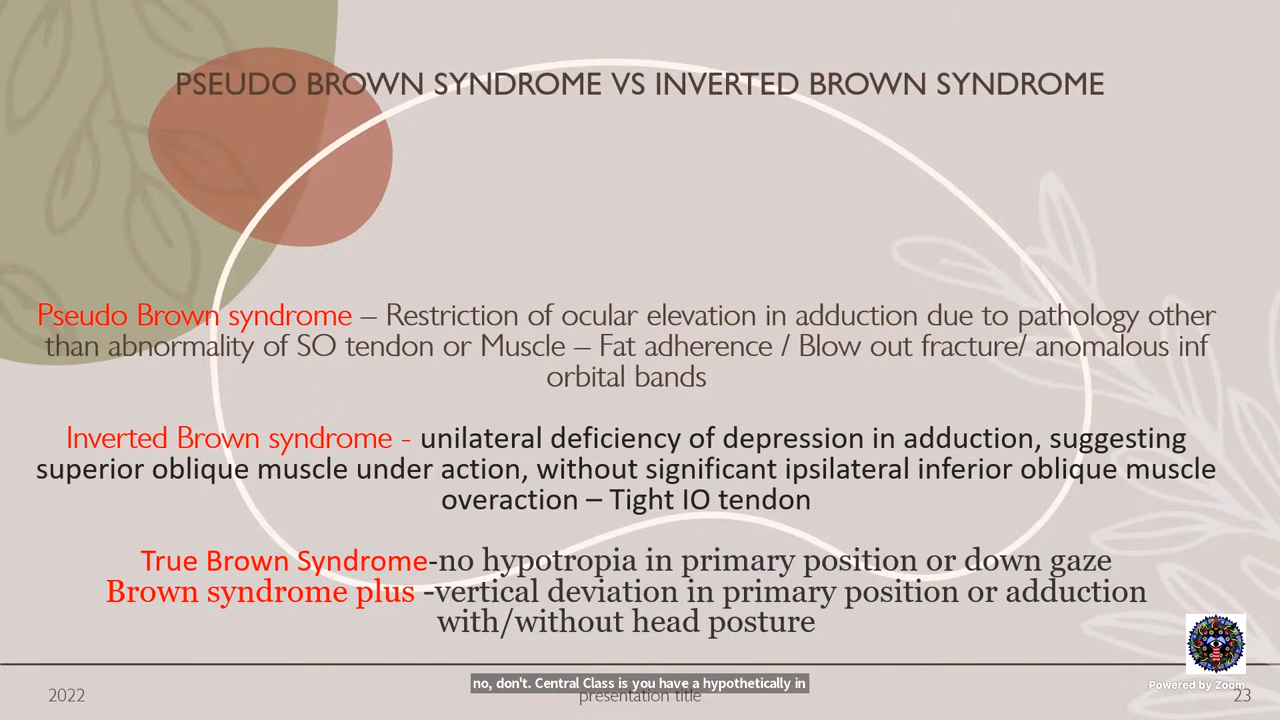 PSEUDO BROWN SYNDROME VS INVERTED BROWN SYNDROME
Pseudo Brown syndrome – Restriction of ocular elevation in adduction due to pathology other
than abnormality of SO tendon or Muscle – Fat adherence / Blow out fracture/ anomalous inf
orbital bands
Inverted Brown syndrome - unilateral deficiency of depression in adduction, suggesting
superior oblique muscle under action, without significant ipsilateral inferior oblique muscle
overaction – Tight IO tendon
True Brown Syndrome-no hypotropia in primary position or down gaze
Brown syndrome plus -vertical deviation in primary position or adduction
with/without head posture
no, don't. Central Class is you have a hypothetically in
Powered by Zoom
2022
presentation title
23